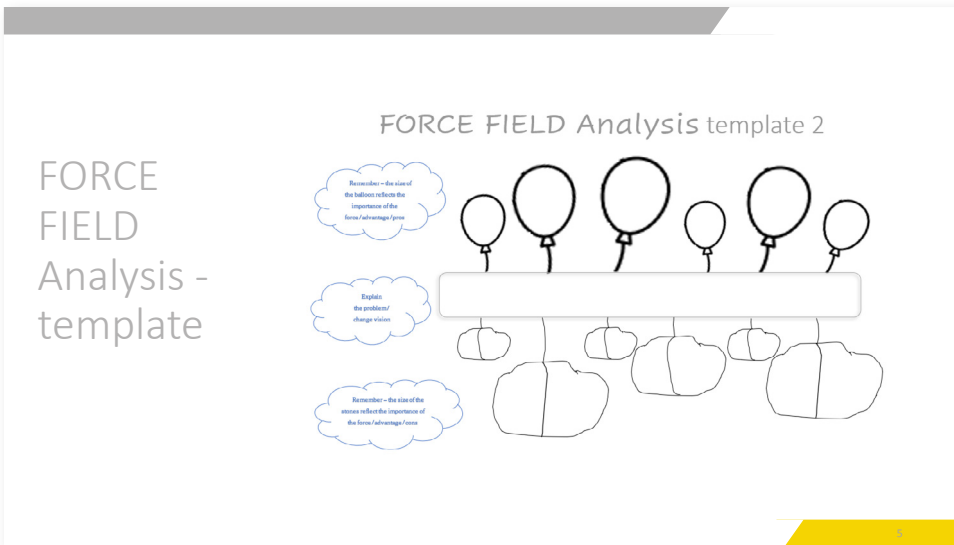 FORCE
FIELD
Analysis -
template
FORCE FIELD Analysis template 2
Remember – the size of
the balloon reflects the
importance of the
force/advantage/pros
Explain
the problem/
change vision
Remember – the size of the
stones reflect the importance of
the force/advantage/cons
5